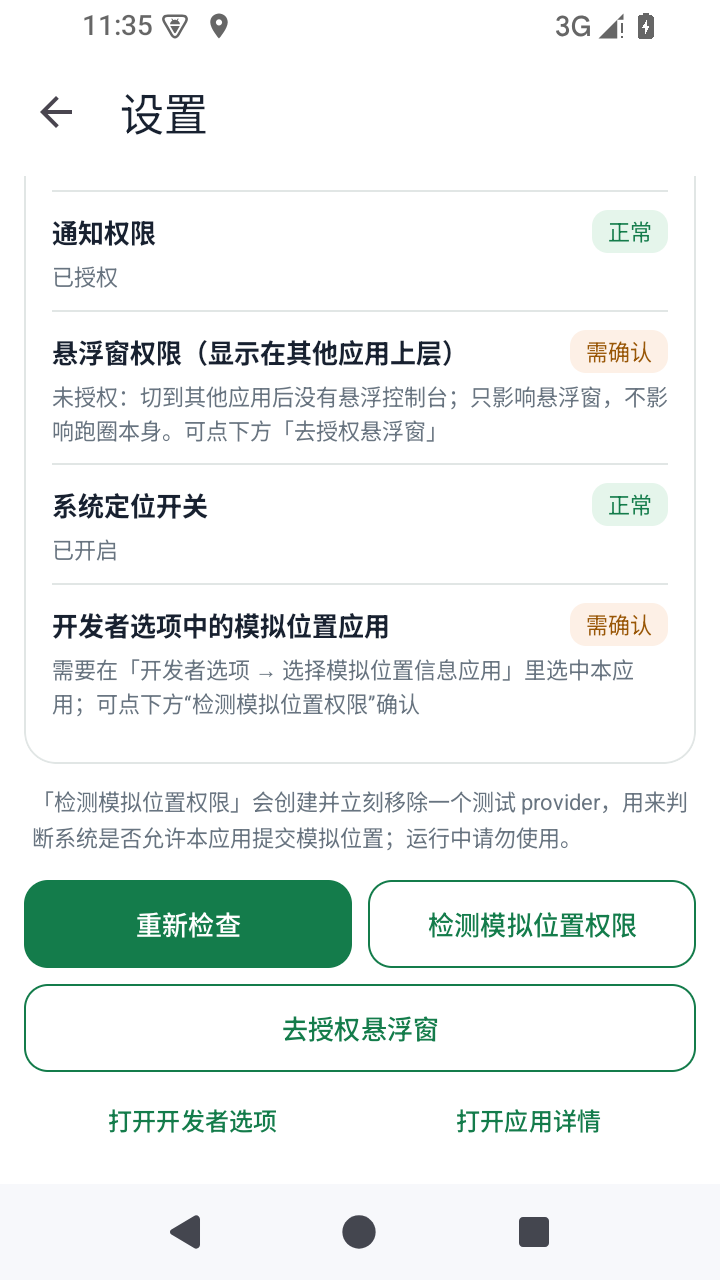 11:35
3G
设置
通知权限
正常
已授权
悬浮窗权限（显示在其他应用上层）
需确认
未授权：切到其他应用后没有悬浮控制台；只影响悬浮窗，不影
响跑圈本身。可点下方「去授权悬浮窗」
系统定位开关
正常
已开启
开发者选项中的模拟位置应用
需确认
需要在「开发者选项 → 选择模拟位置信息应用」里选中本应
用；可点下方“检测模拟位置权限”确认
「检测模拟位置权限」会创建并立刻移除一个测试 provider，用来判
断系统是否允许本应用提交模拟位置；运行中请勿使用。
重新检查
检测模拟位置权限
去授权悬浮窗
打开开发者选项
打开应用详情